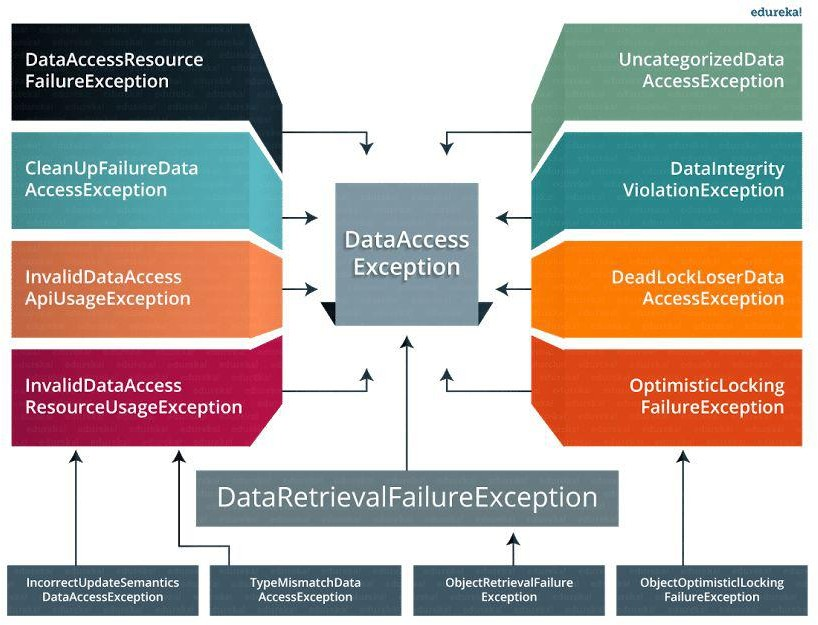 edureka!
DataAccessResource
FailureException
UncategorizedData
AccessException
CleanUpFailureData
AccessException
DataIntegrity
ViolationException
DataAccess
Exception
InvalidDataAccess
ApiUsageException
DeadLockLoserData
AccessException
InvalidDataAccess
ResourceUsageException
OptimisticLocking
FailureException
DataRetrievalFailureException
IncorrectUpdateSemantics
DataAccessException
TypeMismatchData
AccessException
ObjectRetrievalFailure
Exception
ObjectOptimisticlLocking
FailureException